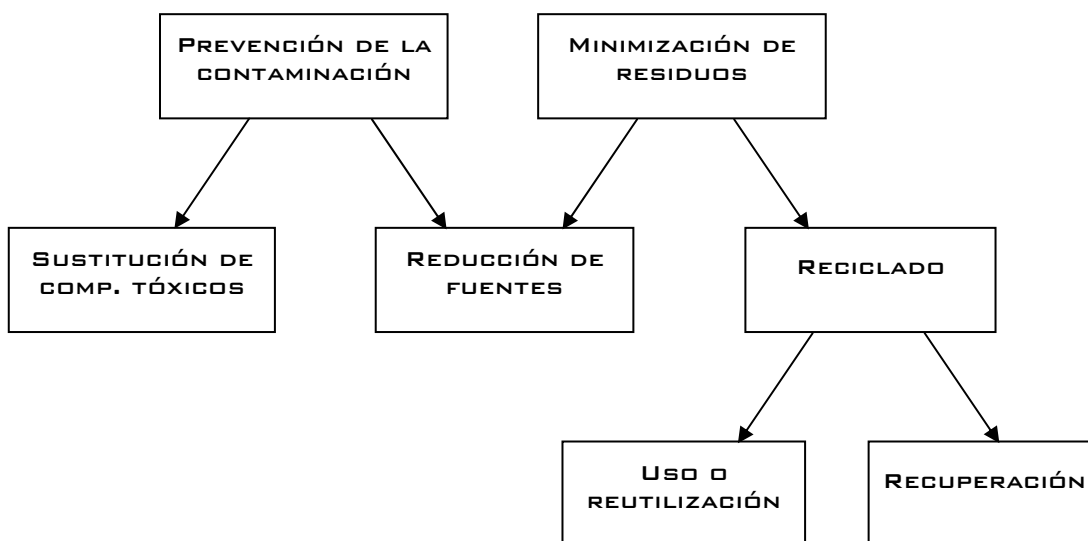 Prevención de la
contaminación
Minimización de
residuos
Sustitución de
comp. tóxicos
Reducción de
fuentes
Reciclado
Uso o
reutilización
Recuperación